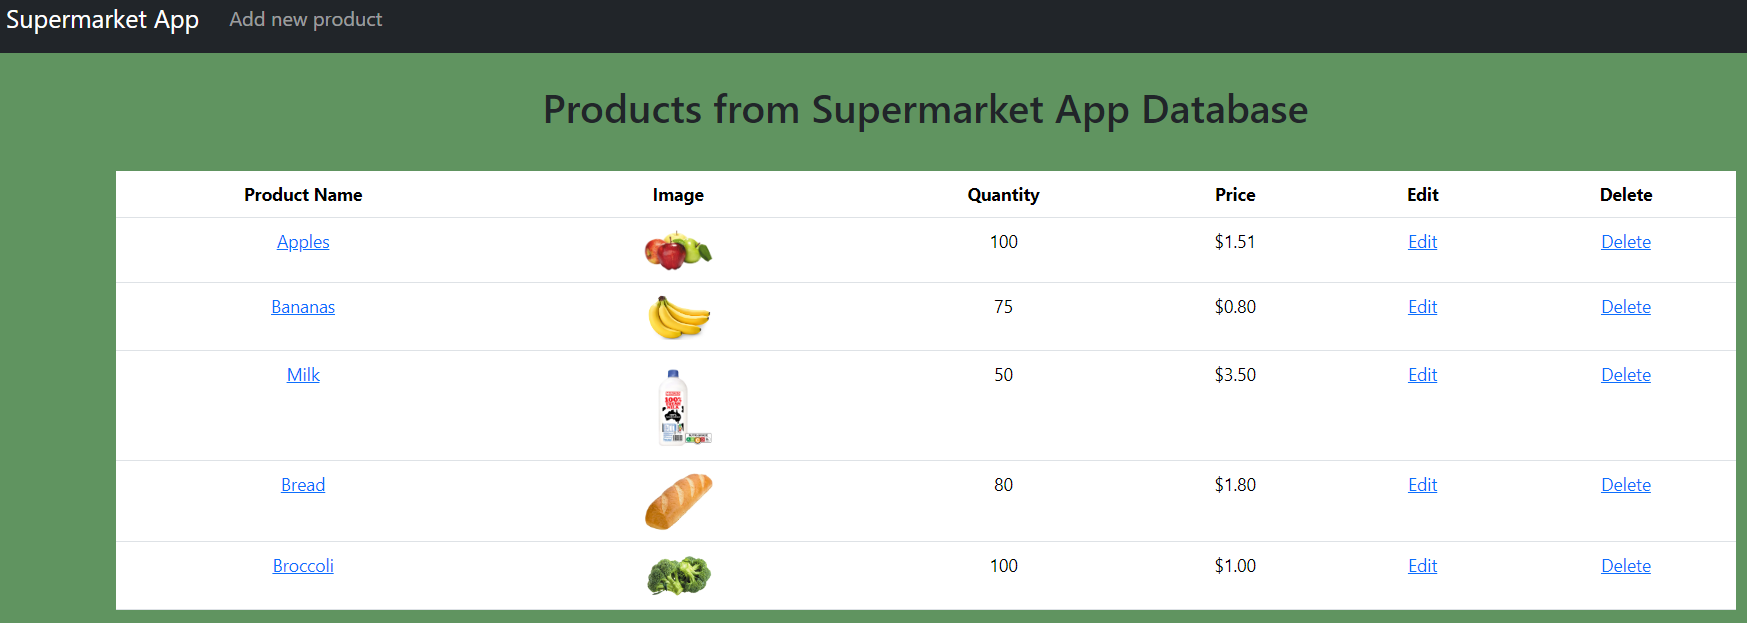 Supermarket App Add new product
Products from Supermarket App Database
Product Name Image Quantity Price Edit Delete
Apples 100 $1.51 Edit Delete
Bananas 75 $0.80 Edit Delete
Milk 50 $3.50 Edit Delete
100%
Bread 80 $1.80 Edit Delete
Broccoli 100 $1.00 Edit Delete